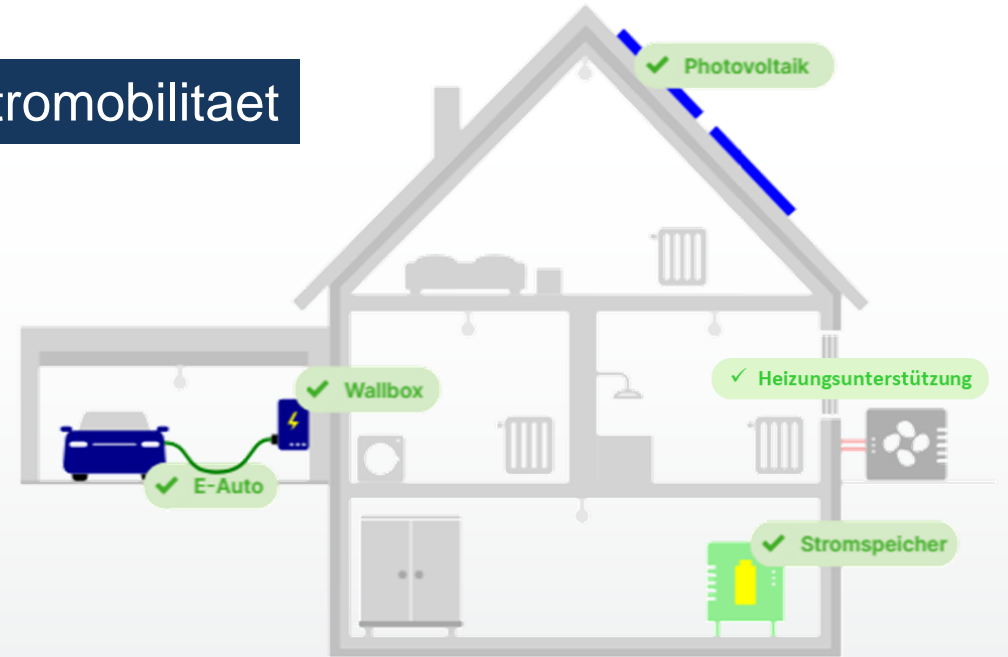 tromobilitaet
Photovoltaik
Heizungsunterstützung
Wallbox
E-Auto
Stromspeicher